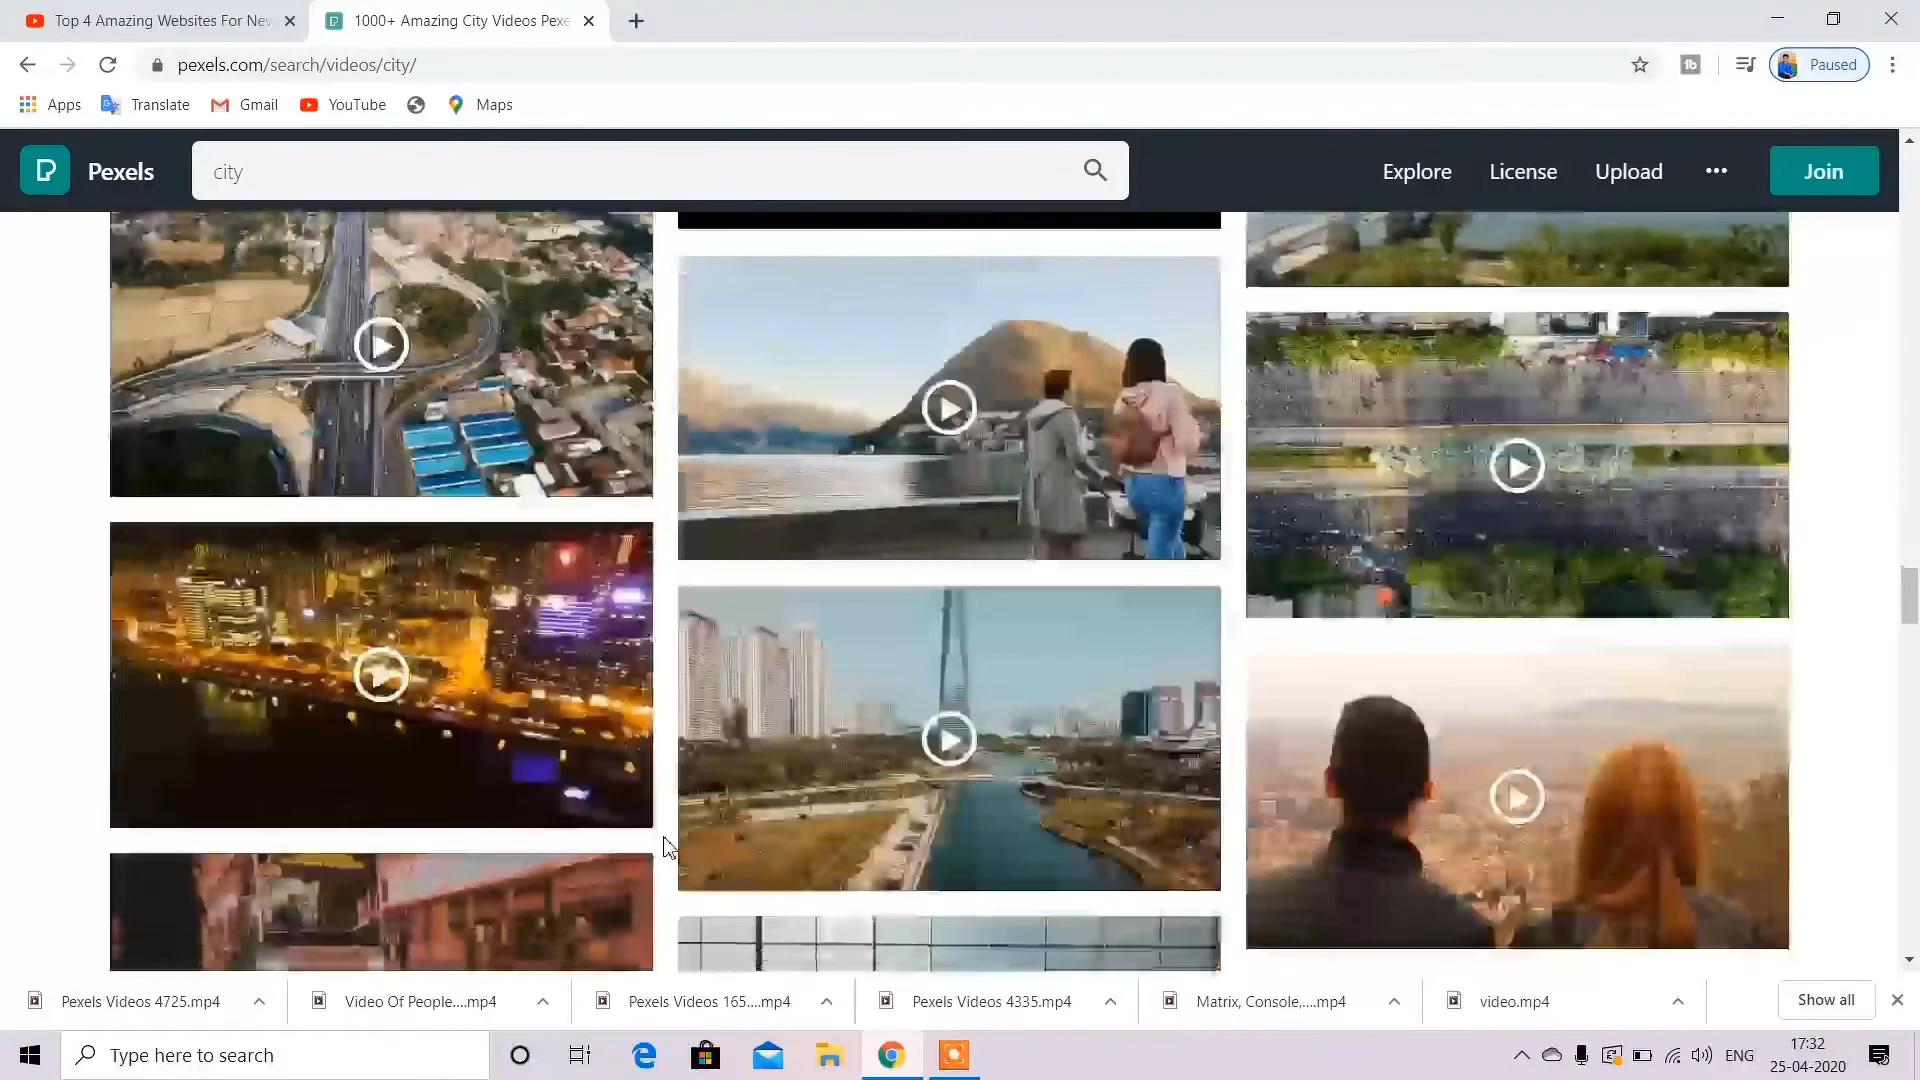 Top 4 Amazing Websites For Nev
1000+ Amazing City Videos Pexe
pexels.com/search/videos/city/
Paused
Apps
Translate
Gmail
YouTube
Maps
Pexels
city
Explore
License
Upload
Join
Pexels Videos 4725.mp4
Video Of People....mp4
Pexels Videos 165....mp4
Pexels Videos 4335.mp4
Matrix, Console,....mp4
video.mp4
Show all
Type here to search
ENG
17:32
25-04-2020